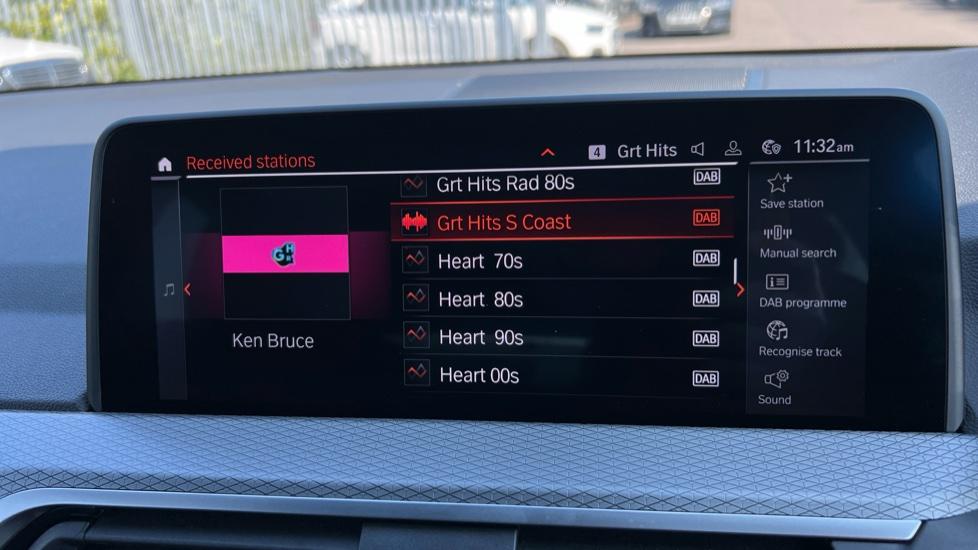 Received stations
4 Grt Hits 11:32am
Grt Hits Rad 80s DAB
Grt Hits S Coast DAB
Heart 70s DAB
Heart 80s DAB
Heart 90s DAB
Heart 00s DAB
GHR
Ken Bruce
Save station
Manual search
DAB programme
Recognise track
Sound